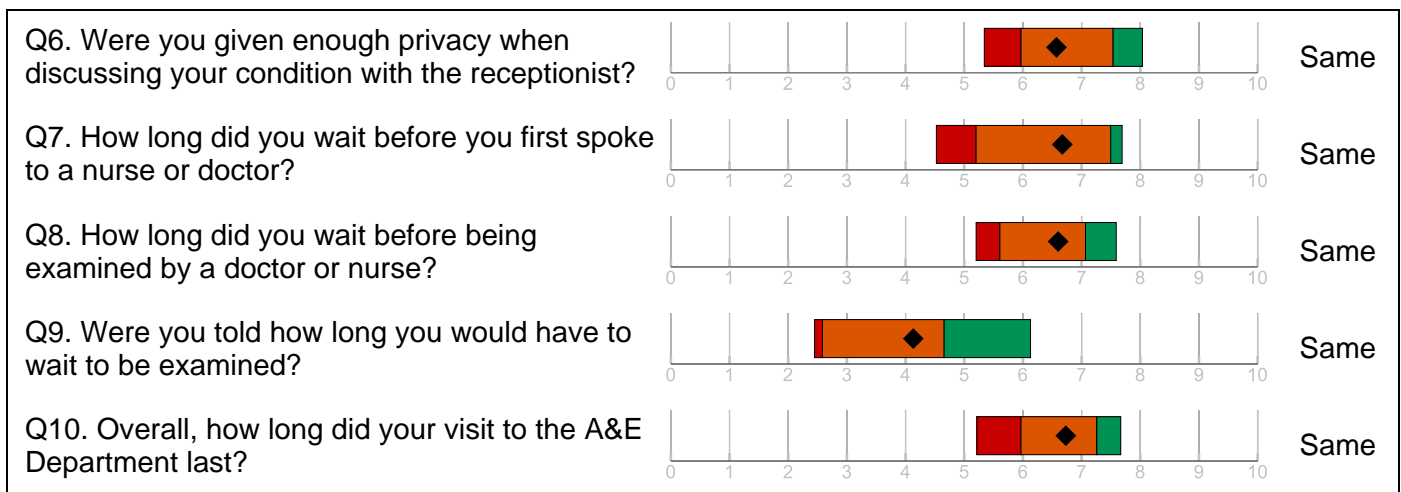 Q6. Were you given enough privacy when
discussing your condition with the receptionist?
0 1 2 3 4 5 6 7 8 9 10
Same
Q7. How long did you wait before you first spoke
to a nurse or doctor?
0 1 2 3 4 5 6 7 8 9 10
Same
Q8. How long did you wait before being
examined by a doctor or nurse?
0 1 2 3 4 5 6 7 8 9 10
Same
Q9. Were you told how long you would have to
wait to be examined?
0 1 2 3 4 5 6 7 8 9 10
Same
Q10. Overall, how long did your visit to the A&E
Department last?
0 1 2 3 4 5 6 7 8 9 10
Same